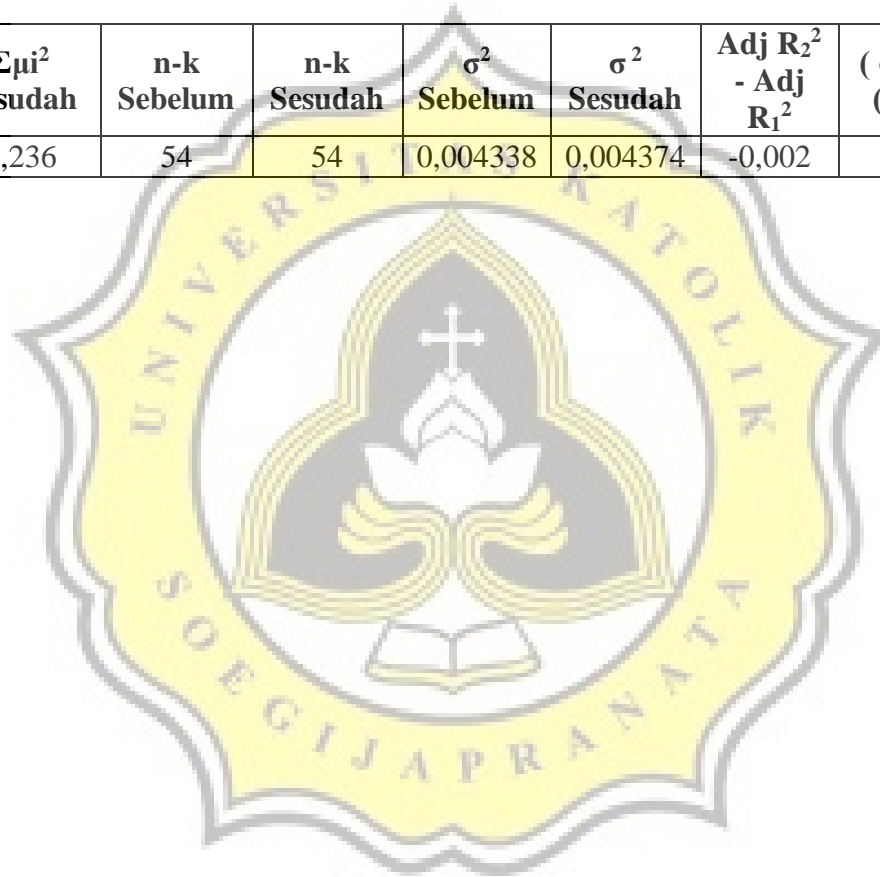 Σμi² n-k n-k σ² σ² Adj R₂² (
sudah Sebelum Sesudah Sebelum Sesudah - Adj (
R₁²
,236 54 54 0,004338 0,004374 -0,002
UNIVERSITAS KATOLIK
SOEGIJAPRANATA